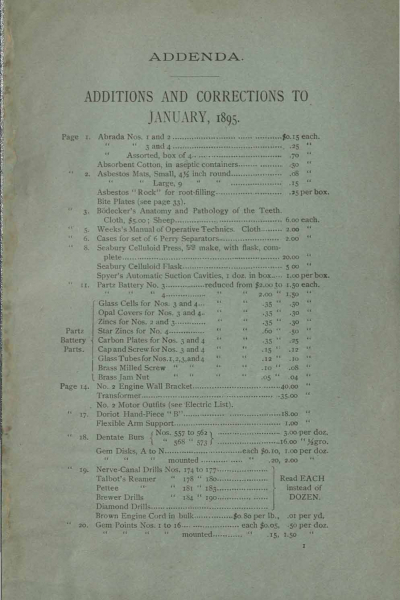 ADDENDA.
ADDITIONS AND CORRECTIONS TO
JANUARY, 1895.
Page 1. Abrada Nos. 1 and 2 $0.15 each.
" " 3 and 4 .25 "
" Assorted, box of 4 .70 "
Absorbent Cotton, in aseptic containers .50 "
" 2. Asbestos Mats, Small, 4½ inch round .08 "
" " Large, 9 " " .15 "
Asbestos "Rock" for root-filling .25 per box.
Bite Plates (see page 33).
" 3. Bödecker's Anatomy and Pathology of the Teeth.
Cloth, $5.00; Sheep 6.00 each.
" 5. Weeks's Manual of Operative Technics. Cloth 2.00 "
" 6. Cases for set of 6 Perry Separators 2.00 "
" 8. Seabury Celluloid Press, make, with flask, com-
plete 20.00 "
Seabury Celluloid Flask 5 00 "
Spyer's Automatic Suction Cavities, 1 doz. in box 1.00 per box.
" 11. Parts Battery No. 3 reduced from $2.00 to 1.50 each.
" " 4 " 2.00 " 1.50 "
Glass Cells for Nos. 3 and 4 .55 " .50 "
Opal Covers for Nos. 3 and 4 .35 " .30 "
Zincs for Nos. 2 and 3 .35 " .30 "
Parts Star Zincs for No. 4 .60 " .50 "
Battery Carbon Plates for Nos. 3 and 4 .35 " .25 "
Parts. Cap and Screw for Nos. 3 and 4 .15 " .12 "
Glass Tubes for Nos. 1, 2, 3, and 4 .12 " .10 "
Brass Milled Screw " " .10 " .08 "
Brass Jam Nut " " .05 " .04 "
Page 14. No. 2 Engine Wall Bracket 40.00 "
Transformer 35.00 "
No. 2 Motor Outfits (see Electric List).
" 17. Doriot Hand-Piece "B" 18.00 "
Flexible Arm Support 1.00 "
" 18. Dentate Burs Nos. 557 to 562 3.00 per doz.
" 568 " 573 16.00 " ½gro.
Gem Disks, A to N each $0.10, 1.00 per doz.
" " " mounted " .20, 2.00 "
" 19. Nerve-Canal Drills Nos. 174 to 177
Talbot's Reamer " 178 " 180 Read EACH
Pettee " " 181 " 183 instead of
Brewer Drills " 184 " 190 DOZEN.
Diamond Drills
Brown Engine Cord in bulk $0.80 per lb., .01 per yd.
" 20. Gem Points Nos. 1 to 16 each $0.05, .50 per doz.
" " " " mounted " .15, 1.50 "
1